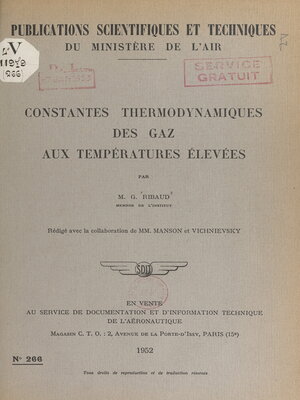 PUBLICATIONS SCIENTIFIQUES ET TECHNIQUES
DU MINISTÈRE DE L'AIR
V
(266)
SERVICE
GRATUIT
CONSTANTES THERMODYNAMIQUES
DES GAZ
AUX TEMPÉRATURES ÉLEVÉES
PAR
M. G. RIBAUD
MEMBRE DE L'INSTITUT
Rédigé avec la collaboration de MM. MANSON et VICHNIEVSKY
SDIT
EN VENTE
AU SERVICE DE DOCUMENTATION ET D'INFORMATION TECHNIQUE
DE L'AÉRONAUTIQUE
MAGASIN C. T. O. : 2, AVENUE DE LA PORTE-D'ISSY, PARIS (15e)
1952
N° 266
Tous droits de reproduction et de traduction réservés